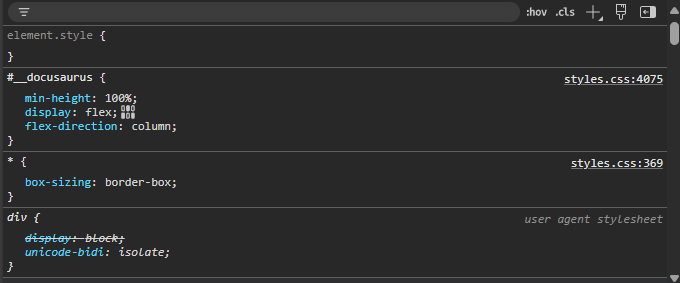 :hov .cls
element.style {
}
#__docusaurus {
styles.css:4075
min-height: 100%;
display: flex;
flex-direction: column;
}
* {
styles.css:369
box-sizing: border-box;
}
div {
user agent stylesheet
display: block;
unicode-bidi: isolate;
}